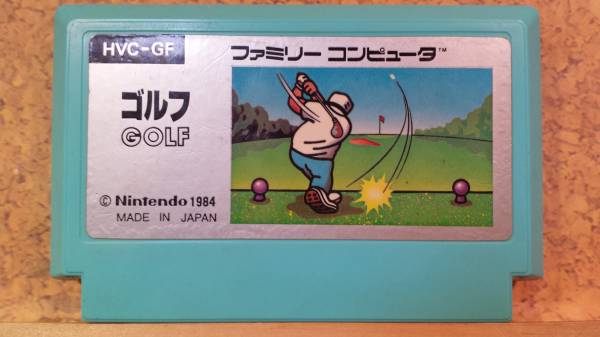 HVC-GF
ファミリー コンピュータ™
ゴルフ
GOLF
© Nintendo 1984
MADE IN JAPAN